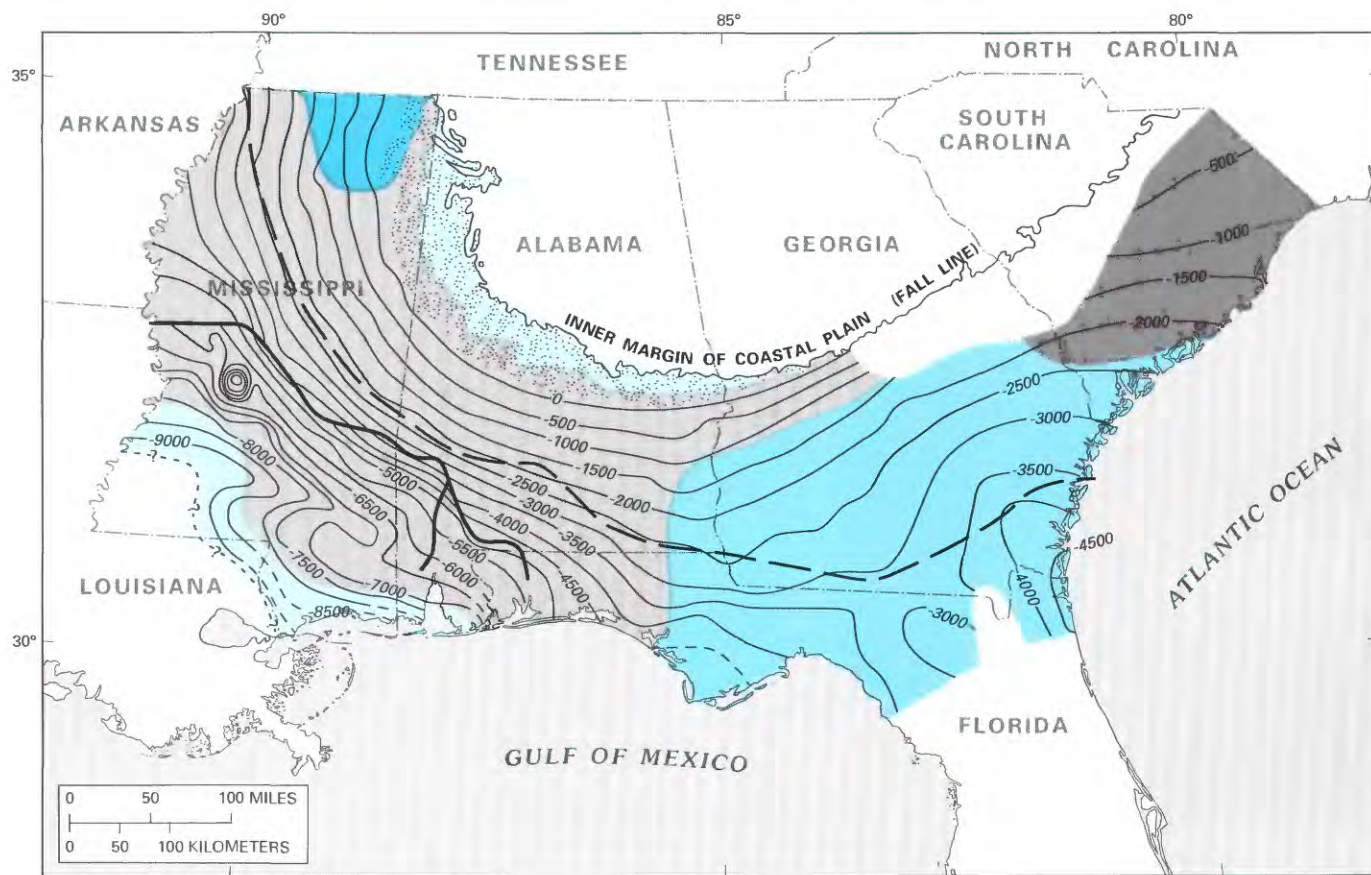 90°
85°
80°
35°
TENNESSEE
NORTH CAROLINA
ARKANSAS
SOUTH
CAROLINA
-500
ALABAMA
GEORGIA
-1000
MISSISSIPPI
INNER MARGIN OF COASTAL PLAIN (FALL LINE)
-1500
-2000
0
-500
-1000
-1500
-2000
-2500
-3000
-3500
-9000
-8000
-5000
-2500
-3000
-4000
-3500
-6500
-5500
-6000
-4500
-7500
-7000
-8500
-4500
-4000
-3000
?
?
?
?
?
LOUISIANA
30°
ATLANTIC OCEAN
FLORIDA
GULF OF MEXICO
0 50 100 MILES
0 50 100 KILOMETERS